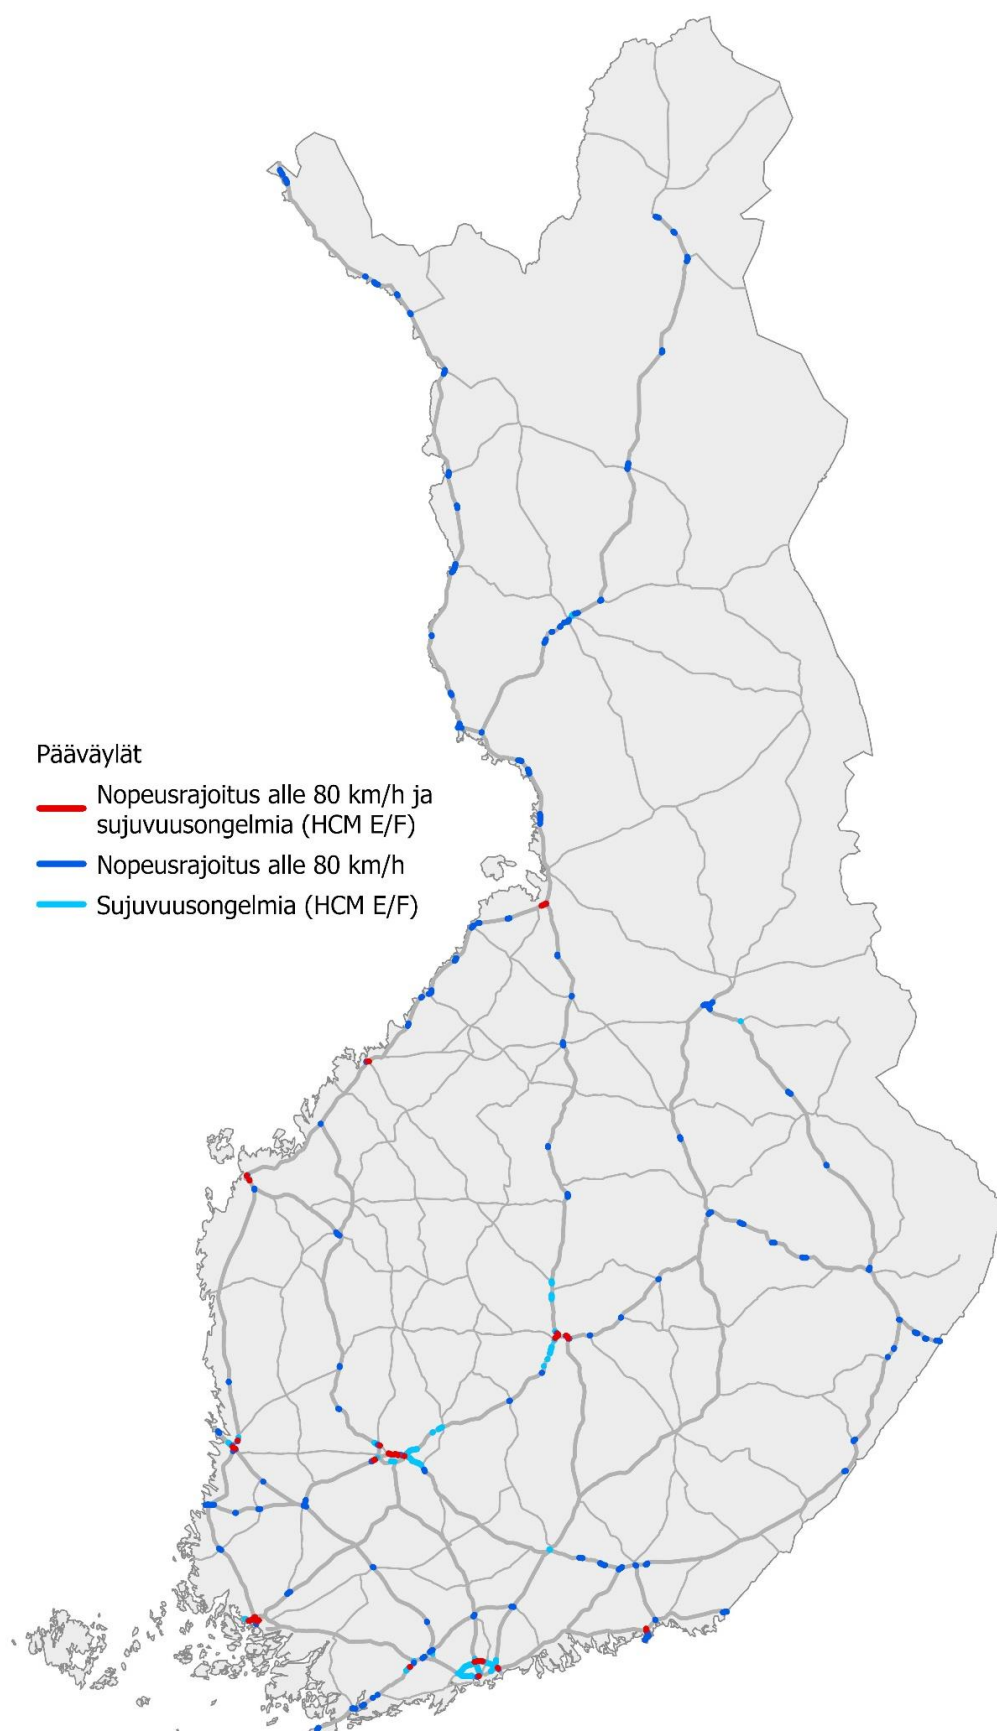 Pääväylät
Nopeusrajoitus alle 80 km/h ja
sujuvuusongelmia (HCM E/F)
Nopeusrajoitus alle 80 km/h
Sujuvuusongelmia (HCM E/F)